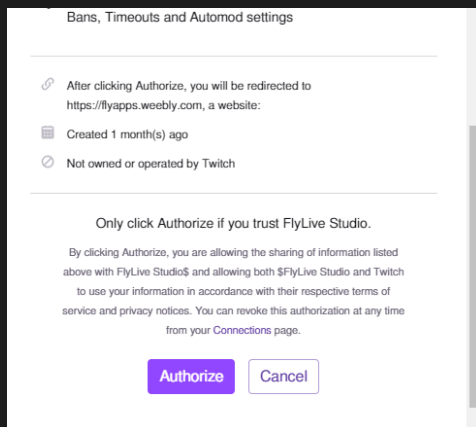 Bans, Timeouts and Automod settings
After clicking Authorize, you will be redirected to
https://flyapps.weebly.com, a website:
Created 1 month(s) ago
Not owned or operated by Twitch
Only click Authorize if you trust FlyLive Studio.
By clicking Authorize, you are allowing the sharing of information listed
above with FlyLive Studio$ and allowing both $FlyLive Studio and Twitch
to use your information in accordance with their respective terms of
service and privacy notices. You can revoke this authorization at any time
from your Connections page.
Authorize Cancel